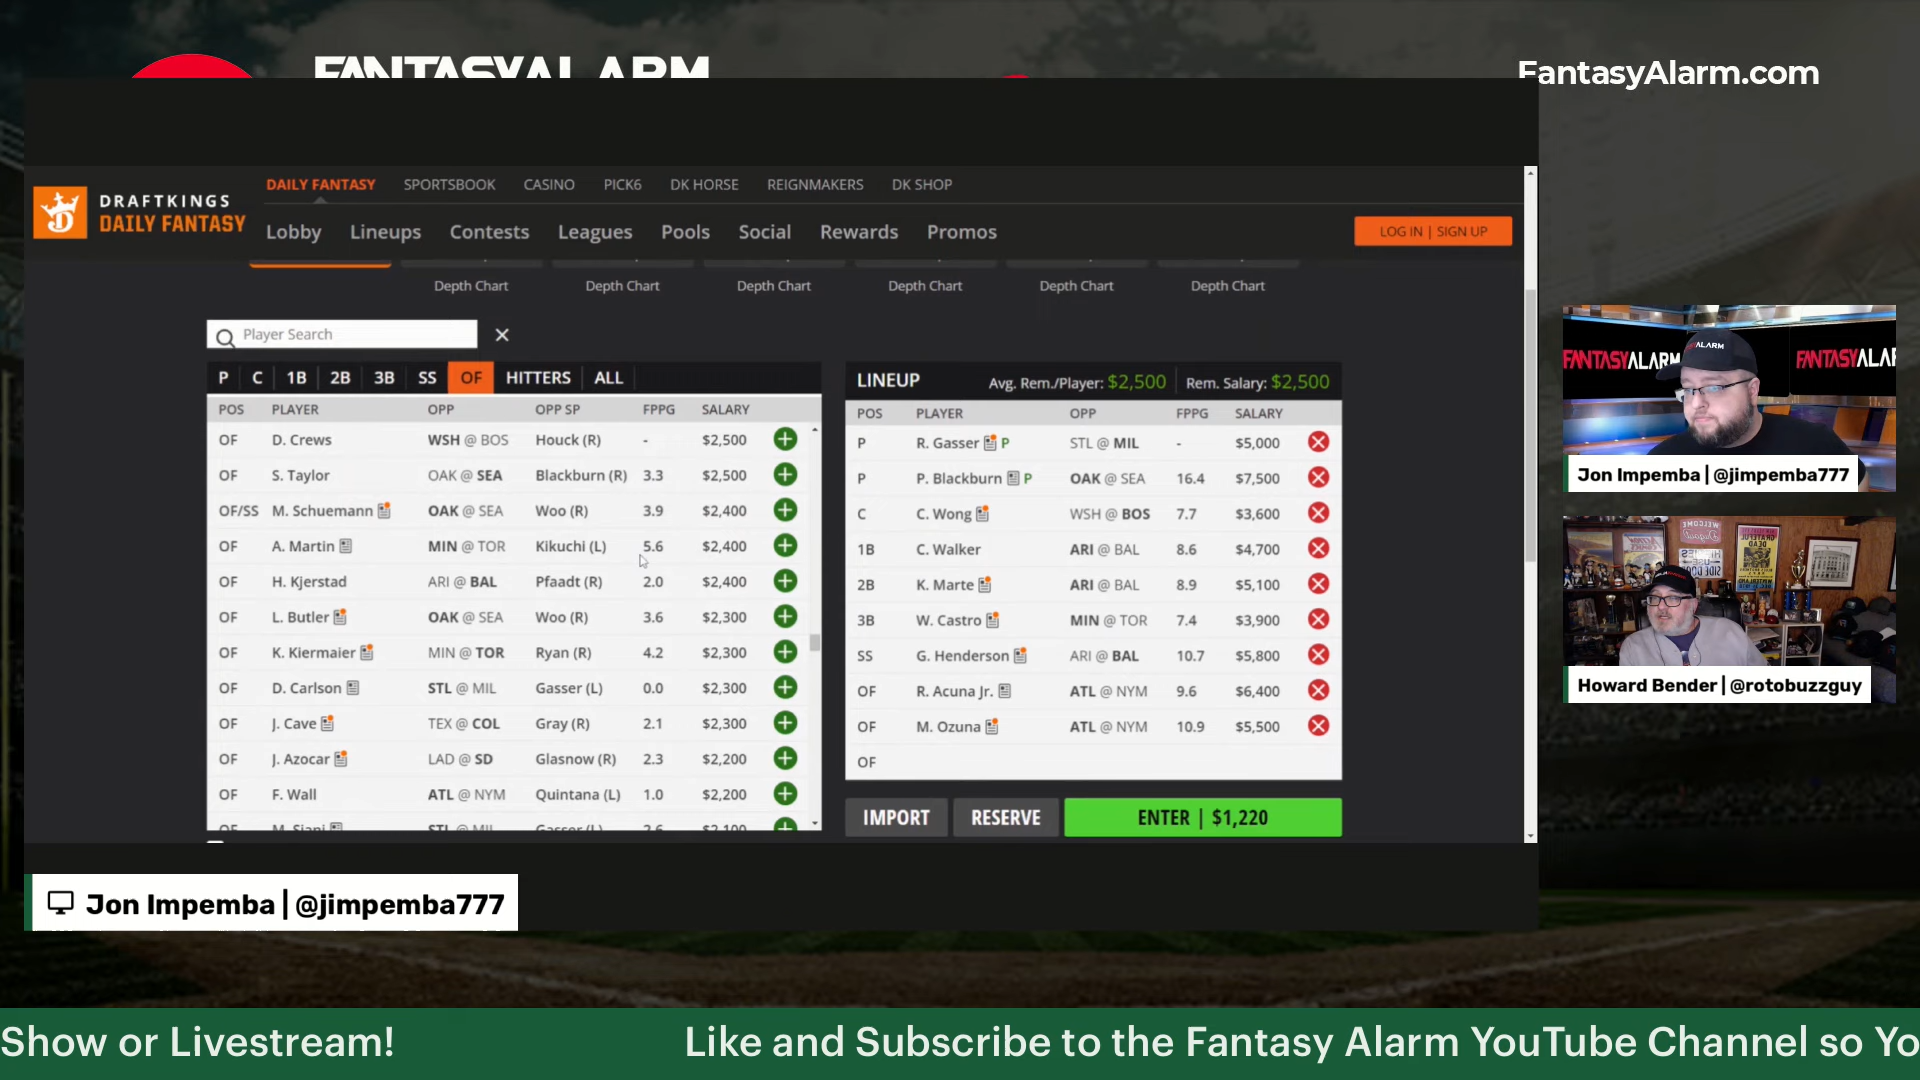 FANTASYALARM
FantasyAlarm.com
DRAFTKINGS
DAILY FANTASY
DAILY FANTASY SPORTSBOOK CASINO PICK6 DK HORSE REIGNMAKERS DK SHOP
Lobby Lineups Contests Leagues Pools Social Rewards Promos
LOG IN | SIGN UP
Depth Chart Depth Chart Depth Chart Depth Chart Depth Chart Depth Chart
Player Search
P C 1B 2B 3B SS OF HITTERS ALL
POS PLAYER OPP OPP SP FPPG SALARY
OF D. Crews WSH @ BOS Houck (R) - $2,500
OF S. Taylor OAK @ SEA Blackburn (R) 3.3 $2,500
OF/SS M. Schuemann OAK @ SEA Woo (R) 3.9 $2,400
OF A. Martin MIN @ TOR Kikuchi (L) 5.6 $2,400
OF H. Kjerstad ARI @ BAL Pfaadt (R) 2.0 $2,400
OF L. Butler OAK @ SEA Woo (R) 3.6 $2,300
OF K. Kiermaier MIN @ TOR Ryan (R) 4.2 $2,300
OF D. Carlson STL @ MIL Gasser (L) 0.0 $2,300
OF J. Cave TEX @ COL Gray (R) 2.1 $2,300
OF J. Azocar LAD @ SD Glasnow (R) 2.3 $2,200
OF F. Wall ATL @ NYM Quintana (L) 1.0 $2,200
OF M. Siani STL @ MIL Gasser (L) 2.6 $2,100
LINEUP Avg. Rem./Player: $2,500 Rem. Salary: $2,500
POS PLAYER OPP FPPG SALARY
P R. Gasser P STL @ MIL - $5,000
P P. Blackburn P OAK @ SEA 16.4 $7,500
C C. Wong WSH @ BOS 7.7 $3,600
1B C. Walker ARI @ BAL 8.6 $4,700
2B K. Marte ARI @ BAL 8.9 $5,100
3B W. Castro MIN @ TOR 7.4 $3,900
SS G. Henderson ARI @ BAL 10.7 $5,800
OF R. Acuna Jr. ATL @ NYM 9.6 $6,400
OF M. Ozuna ATL @ NYM 10.9 $5,500
OF
IMPORT RESERVE ENTER | $1,220
FANTASYALARM
ALARM
FANTASYALA
Jon Impemba | @jimpemba777
Howard Bender | @rotobuzzguy
Jon Impemba | @jimpemba777
Show or Livestream! Like and Subscribe to the Fantasy Alarm YouTube Channel so Yo